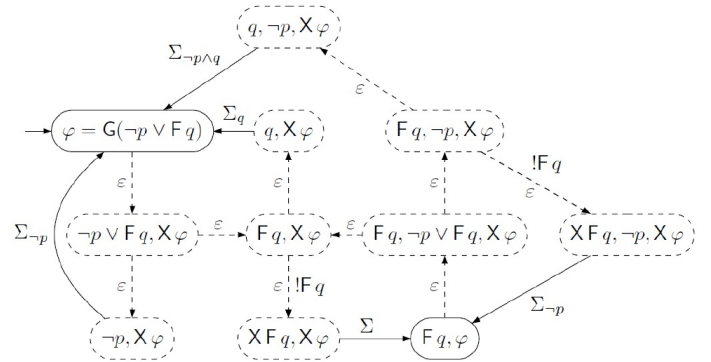 q, ¬p, X φ
Σ¬p∧q
ε
φ = G(¬p ∨ F q)
Σq
q, X φ
F q, ¬p, X φ
!F q
ε
ε
ε
ε
Σ¬p
¬p ∨ F q, X φ
ε
F q, X φ
ε
F q, ¬p ∨ F q, X φ
X F q, ¬p, X φ
ε
ε
!F q
ε
Σ¬p
¬p, X φ
X F q, X φ
Σ
F q, φ